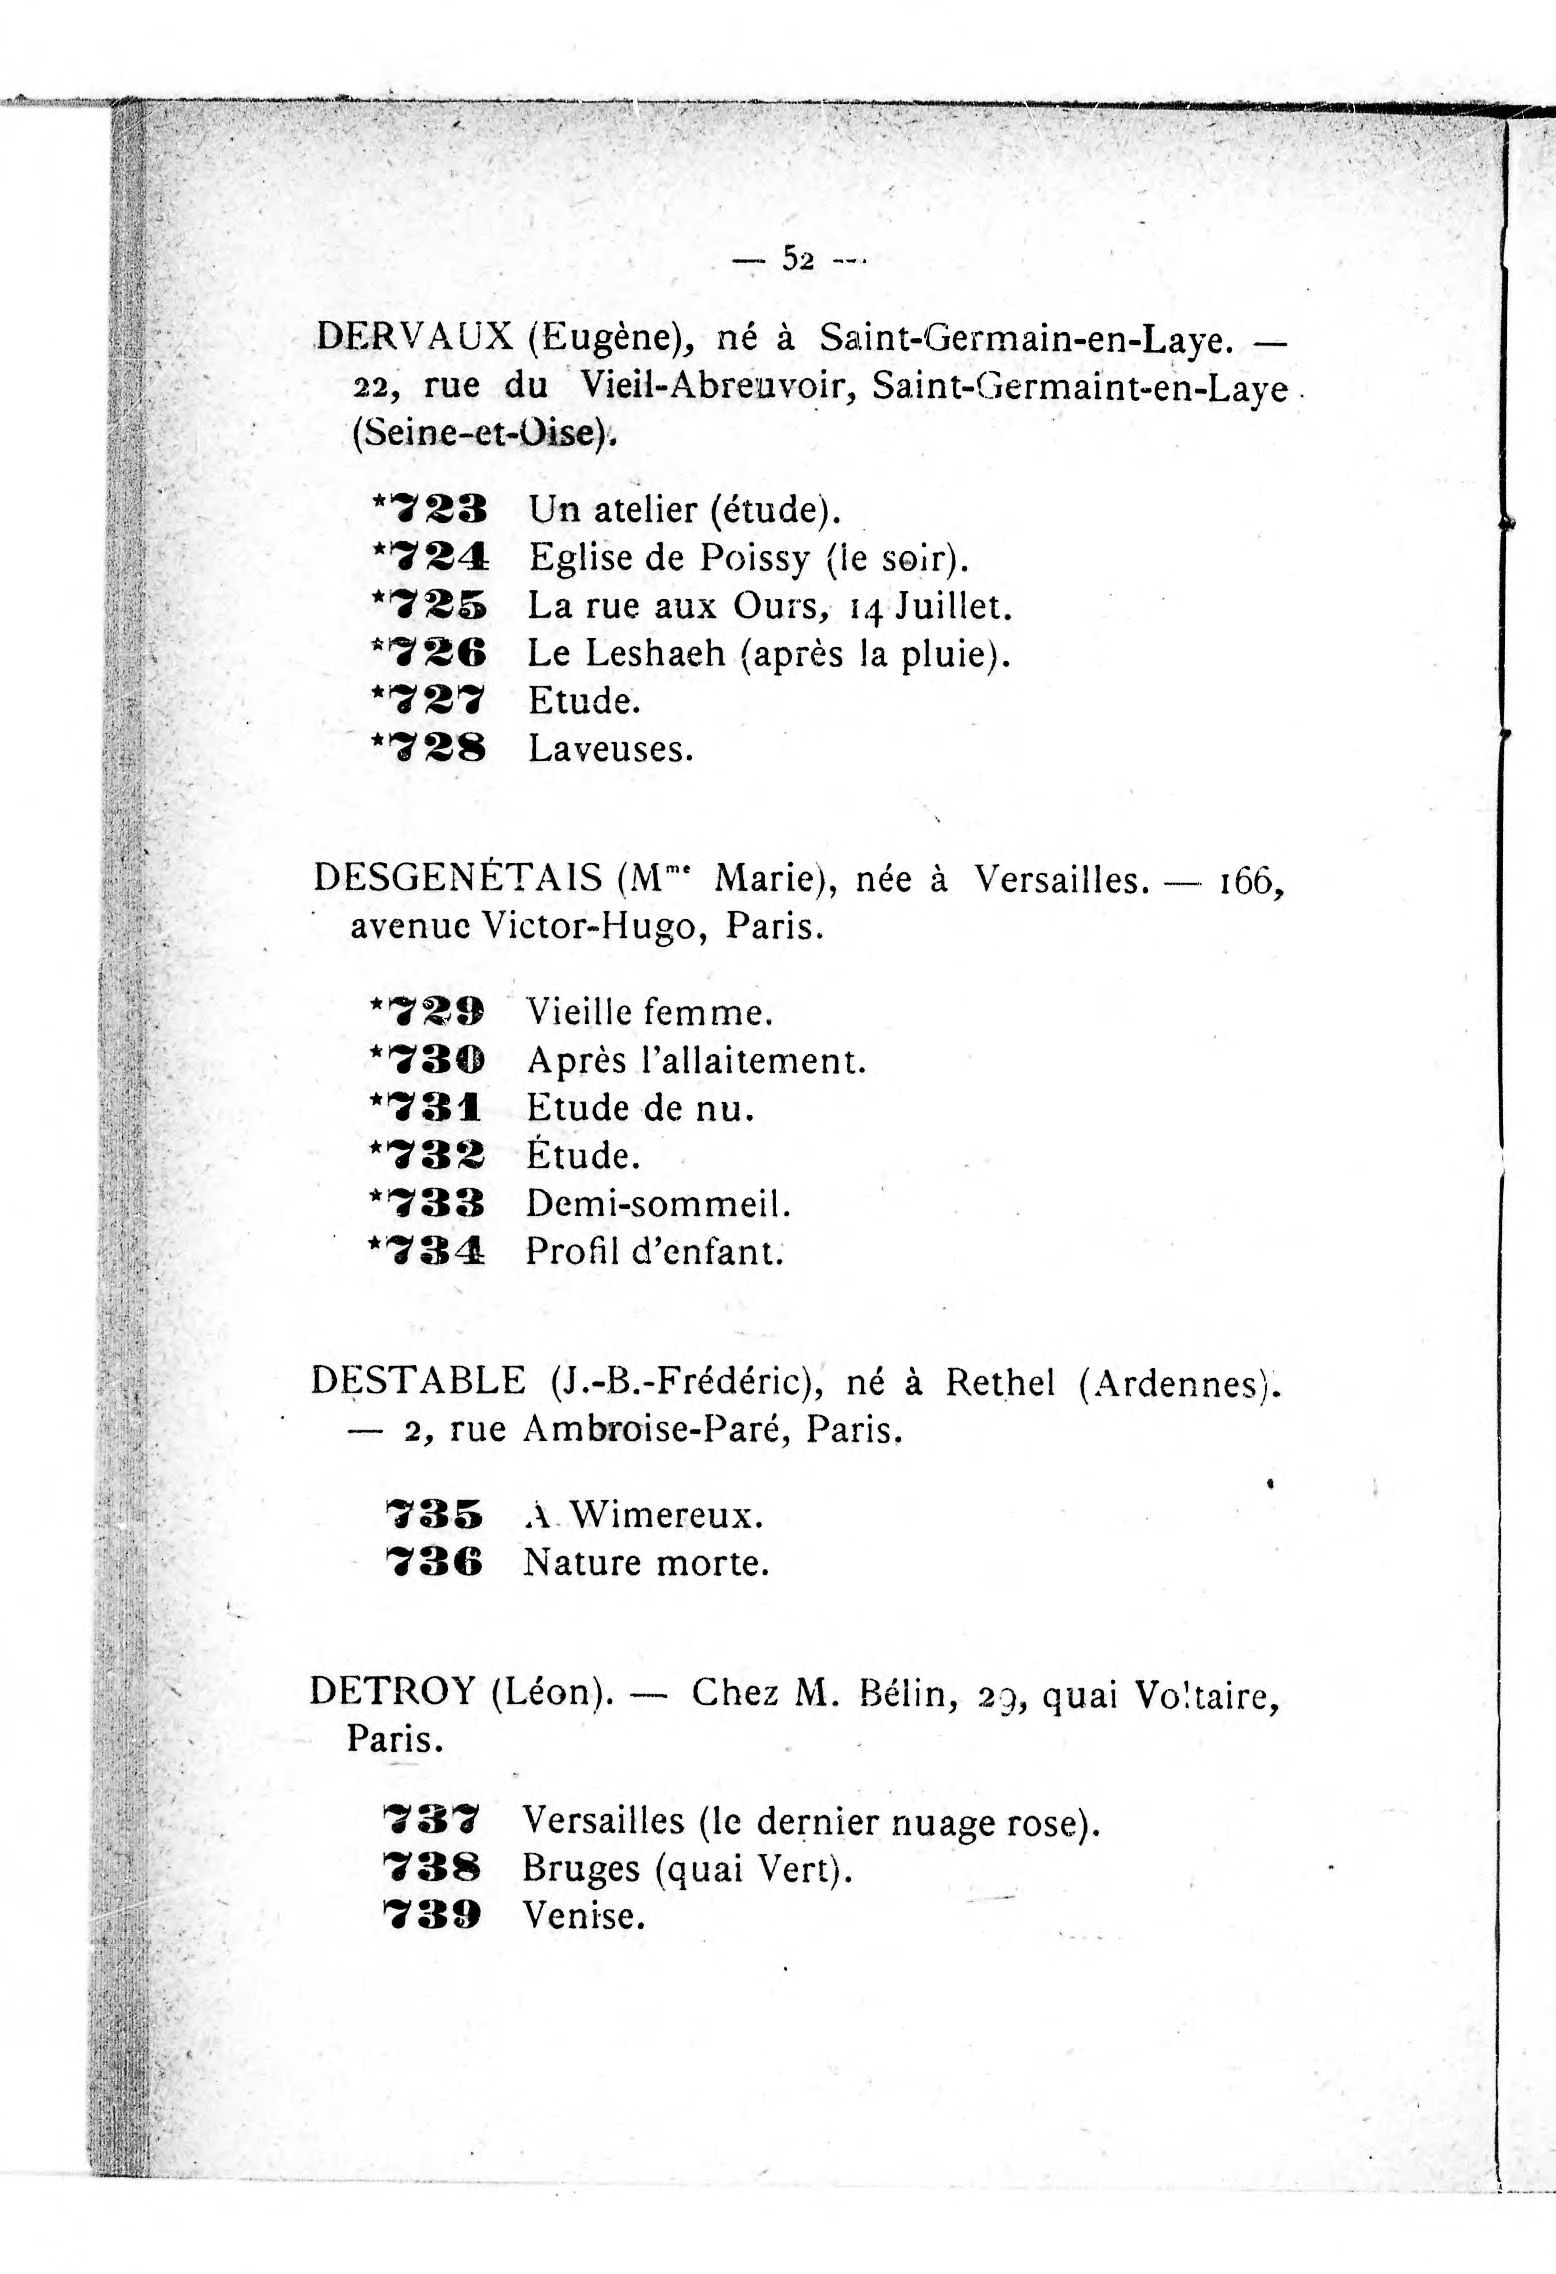 — 52 —
DERVAUX (Eugène), né à Saint-Germain-en-Laye. —
22, rue du Vieil-Abreuvoir, Saint-Germaint-en-Laye
(Seine-et-Oise).
*723 Un atelier (étude).
*724 Eglise de Poissy (le soir).
*725 La rue aux Ours, 14 Juillet.
*726 Le Leshaeh (après la pluie).
*727 Etude.
*728 Laveuses.
DESGENÉTAIS (Mme Marie), née à Versailles. — 166,
avenue Victor-Hugo, Paris.
*729 Vieille femme.
*730 Après l'allaitement.
*731 Etude de nu.
*732 Étude.
*733 Demi-sommeil.
*734 Profil d'enfant.
DESTABLE (J.-B.-Frédéric), né à Rethel (Ardennes).
— 2, rue Ambroise-Paré, Paris.
735 À Wimereux.
736 Nature morte.
DETROY (Léon). — Chez M. Bélin, 29, quai Voltaire,
Paris.
737 Versailles (le dernier nuage rose).
738 Bruges (quai Vert).
739 Venise.